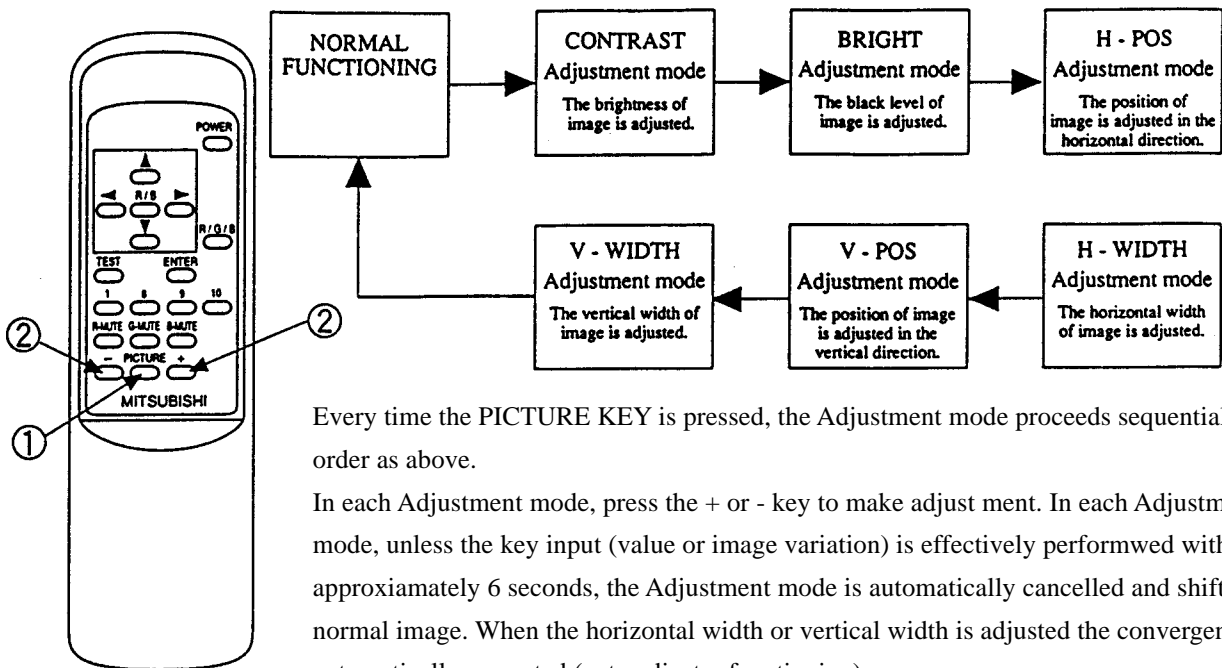 NORMAL
FUNCTIONING
CONTRAST
Adjustment mode
The brightness of
image is adjusted.
BRIGHT
Adjustment mode
The black level of
image is adjusted.
H - POS
Adjustment mode
The position of
image is adjusted in the
horizontal direction.
V - WIDTH
Adjustment mode
The vertical width of
image is adjusted.
V - POS
Adjustment mode
The position of image
is adjusted in the
vertical direction.
H - WIDTH
Adjustment mode
The horizontal width
of image is adjusted.
POWER
R / S
R / G / B
TEST ENTER
1 8 9 10
R-MUTE G-MUTE B-MUTE
② ②
- PICTURE +
MITSUBISHI
①
Every time the PICTURE KEY is pressed, the Adjustment mode proceeds sequential
order as above.
In each Adjustment mode, press the + or - key to make adjust ment. In each Adjustm
mode, unless the key input (value or image variation) is effectively performwed with
approxiamately 6 seconds, the Adjustment mode is automatically cancelled and shift
normal image. When the horizontal width or vertical width is adjusted the convergen